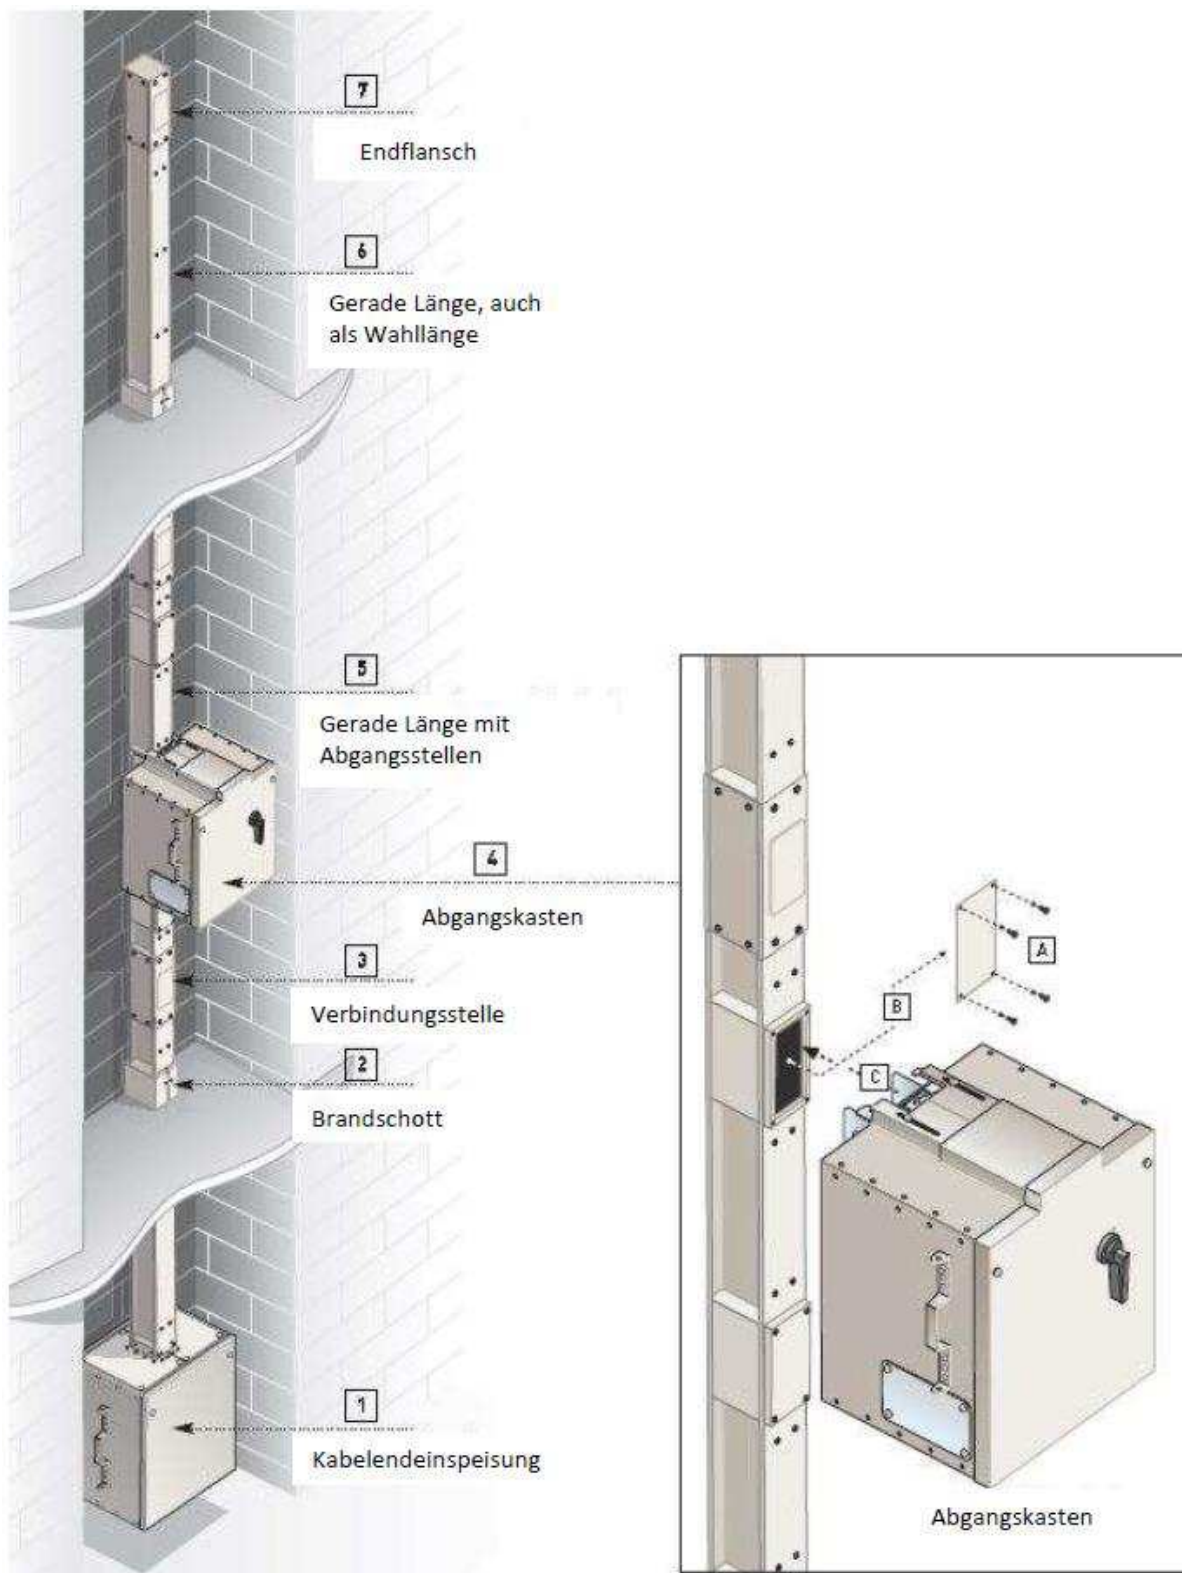 7
Endflansch
6
Gerade Länge, auch
als Wahllänge
5
Gerade Länge mit
Abgangsstellen
4
Abgangskasten
3
Verbindungsstelle
2
Brandschott
1
Kabelendeinspeisung
A
B
C
Abgangskasten